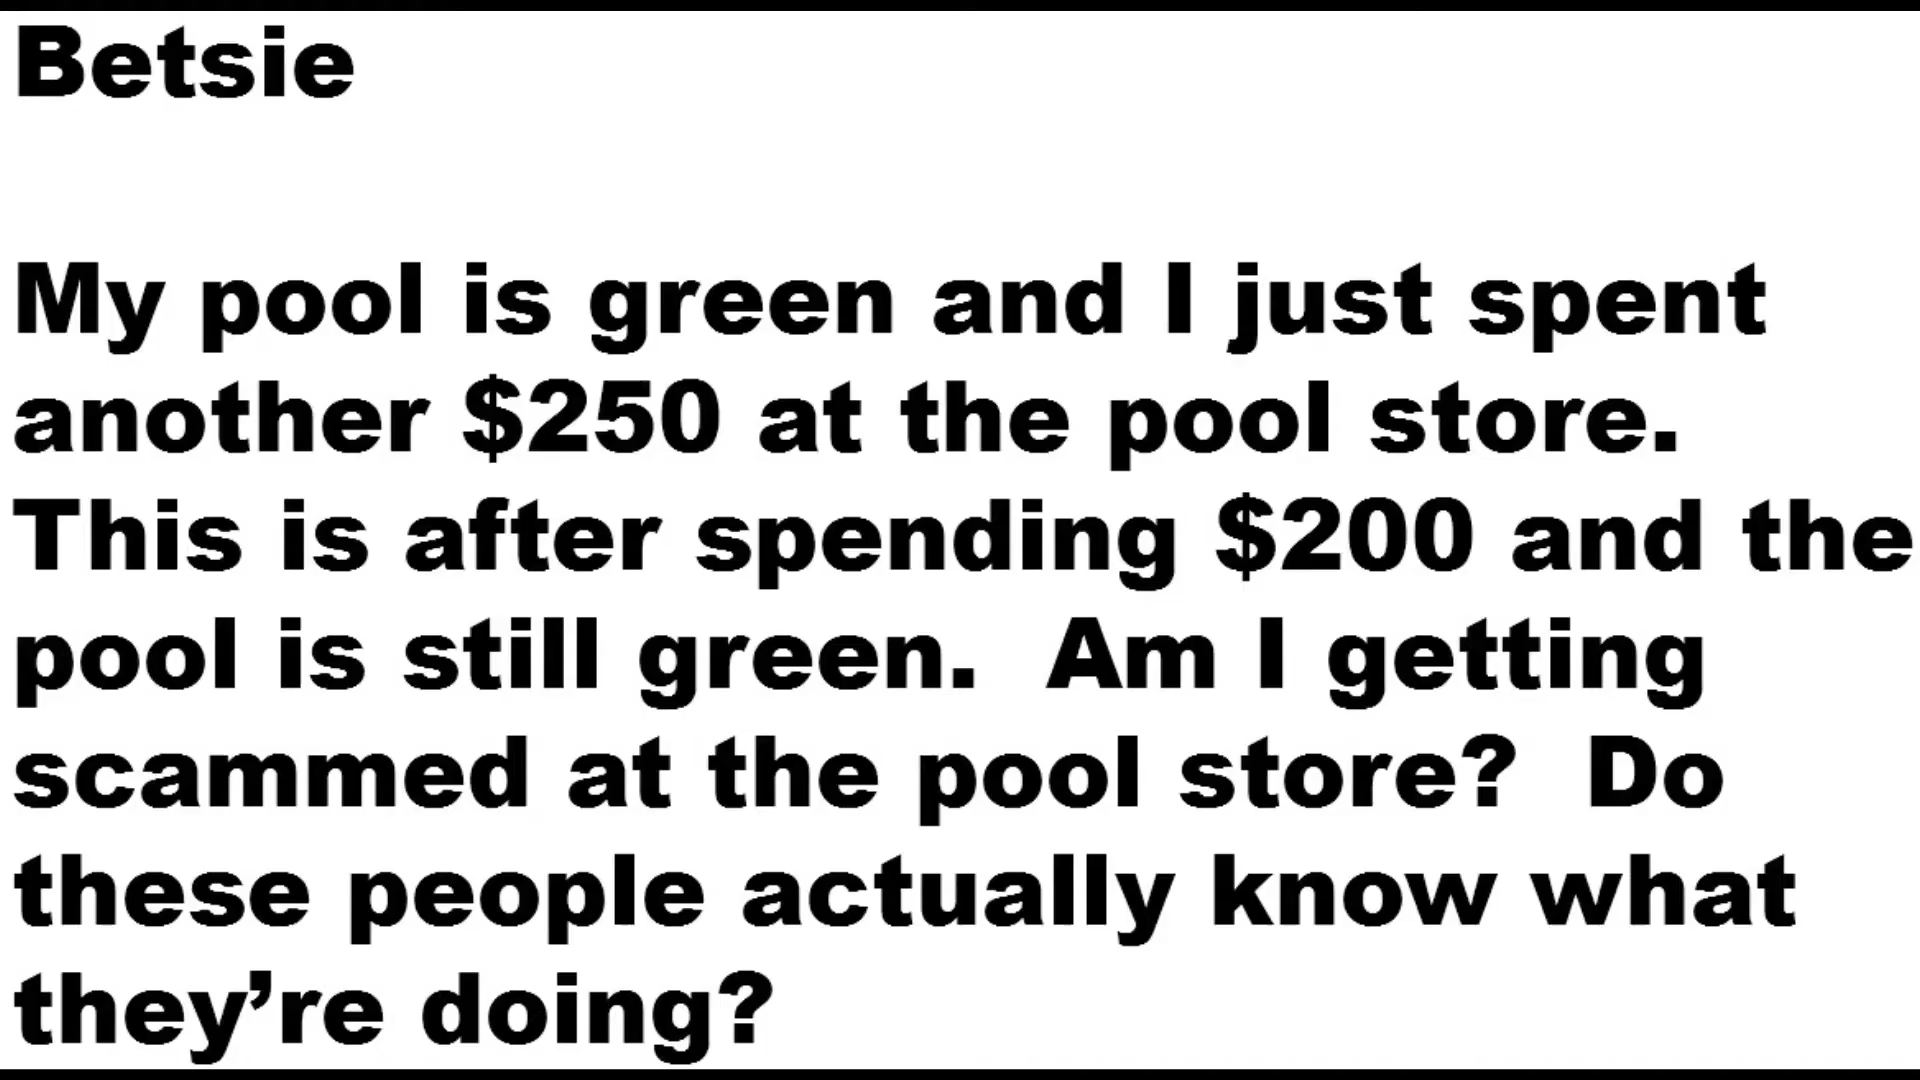 Betsie
My pool is green and I just spent
another $250 at the pool store.
This is after spending $200 and the
pool is still green.  Am I getting
scammed at the pool store?  Do
these people actually know what
they’re doing?